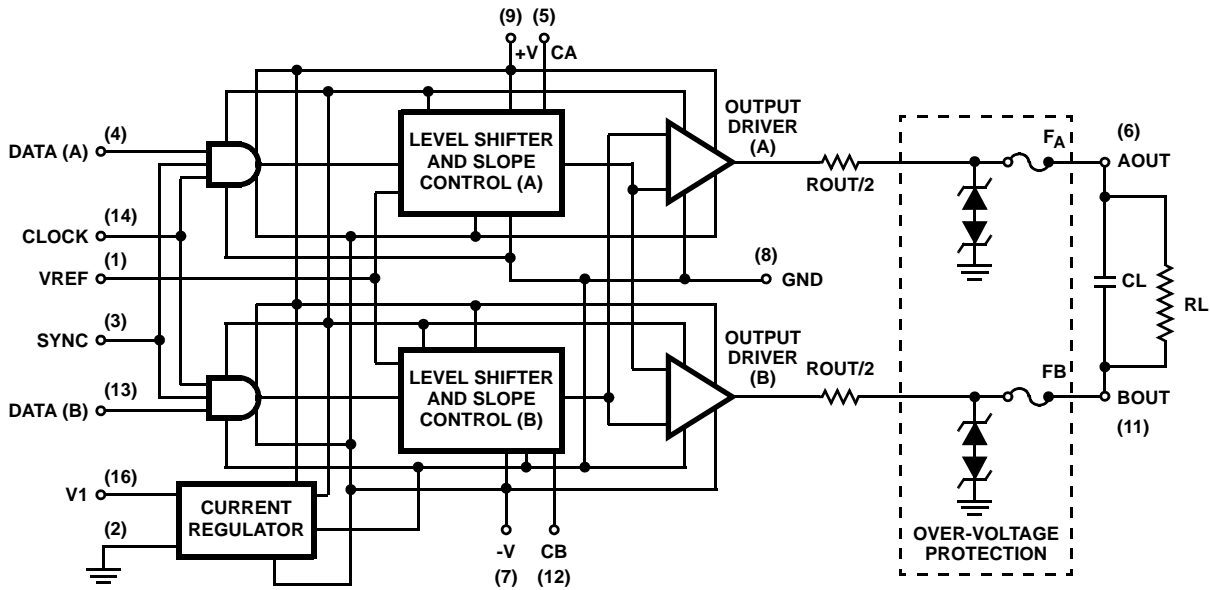 (9)
(5)
+V
CA
(4)
DATA (A)
LEVEL SHIFTER
AND SLOPE
CONTROL (A)
OUTPUT
DRIVER
(A)
ROUT/2
FA
(6)
AOUT
(14)
CLOCK
(1)
VREF
(8)
GND
CL
RL
(3)
SYNC
(13)
DATA (B)
LEVEL SHIFTER
AND SLOPE
CONTROL (B)
OUTPUT
DRIVER
(B)
ROUT/2
FB
BOUT
(11)
(16)
V1
(2)
CURRENT
REGULATOR
-V
(7)
CB
(12)
OVER-VOLTAGE
PROTECTION